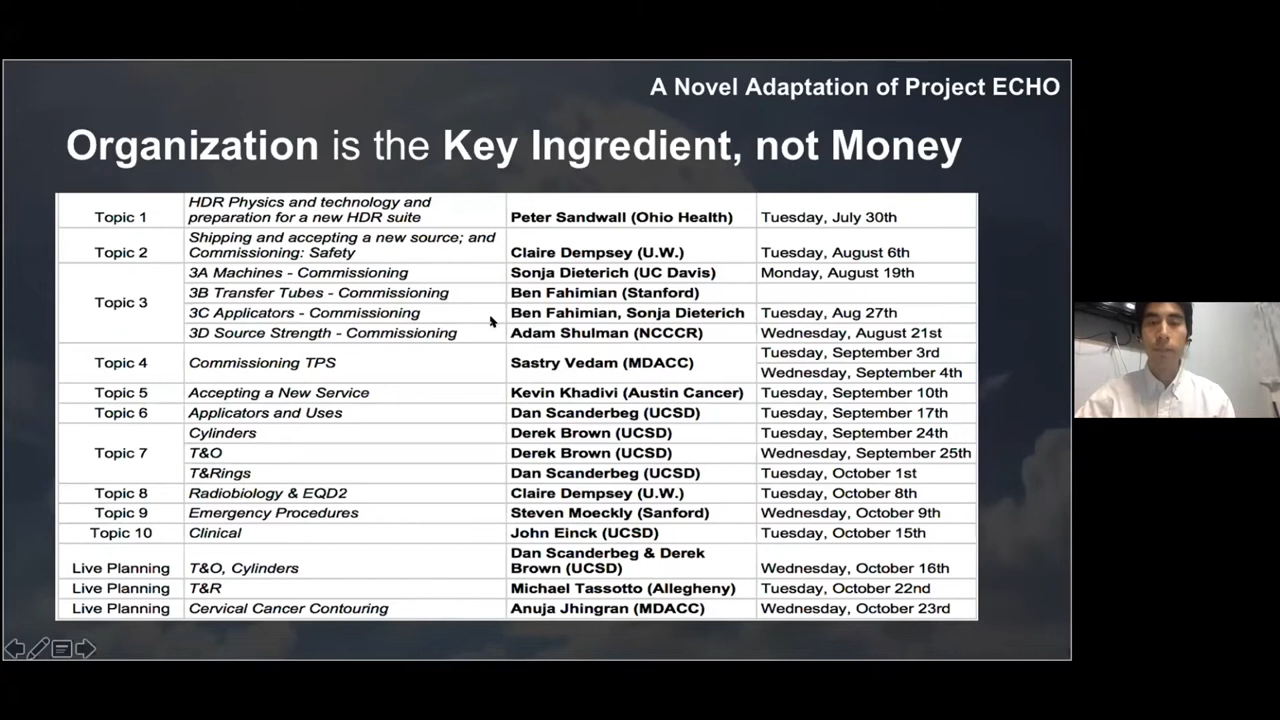 A Novel Adaptation of Project ECHO
Organization is the Key Ingredient, not Money
Topic 1 HDR Physics and technology and preparation for a new HDR suite Peter Sandwall (Ohio Health) Tuesday, July 30th
Topic 2 Shipping and accepting a new source; and Commissioning: Safety Claire Dempsey (U.W.) Tuesday, August 6th
Topic 3 3A Machines - Commissioning Sonja Dieterich (UC Davis) Monday, August 19th
3B Transfer Tubes - Commissioning Ben Fahimian (Stanford)
3C Applicators - Commissioning Ben Fahimian, Sonja Dieterich Tuesday, Aug 27th
3D Source Strength - Commissioning Adam Shulman (NCCCR) Wednesday, August 21st
Topic 4 Commissioning TPS Sastry Vedam (MDACC) Tuesday, September 3rd
Wednesday, September 4th
Topic 5 Accepting a New Service Kevin Khadivi (Austin Cancer) Tuesday, September 10th
Topic 6 Applicators and Uses Dan Scanderbeg (UCSD) Tuesday, September 17th
Topic 7 Cylinders Derek Brown (UCSD) Tuesday, September 24th
T&O Derek Brown (UCSD) Wednesday, September 25th
T&Rings Dan Scanderbeg (UCSD) Tuesday, October 1st
Topic 8 Radiobiology & EQD2 Claire Dempsey (U.W.) Tuesday, October 8th
Topic 9 Emergency Procedures Steven Moeckly (Sanford) Wednesday, October 9th
Topic 10 Clinical John Einck (UCSD) Tuesday, October 15th
Live Planning T&O, Cylinders Dan Scanderbeg & Derek Brown (UCSD) Wednesday, October 16th
Live Planning T&R Michael Tassotto (Allegheny) Tuesday, October 22nd
Live Planning Cervical Cancer Contouring Anuja Jhingran (MDACC) Wednesday, October 23rd